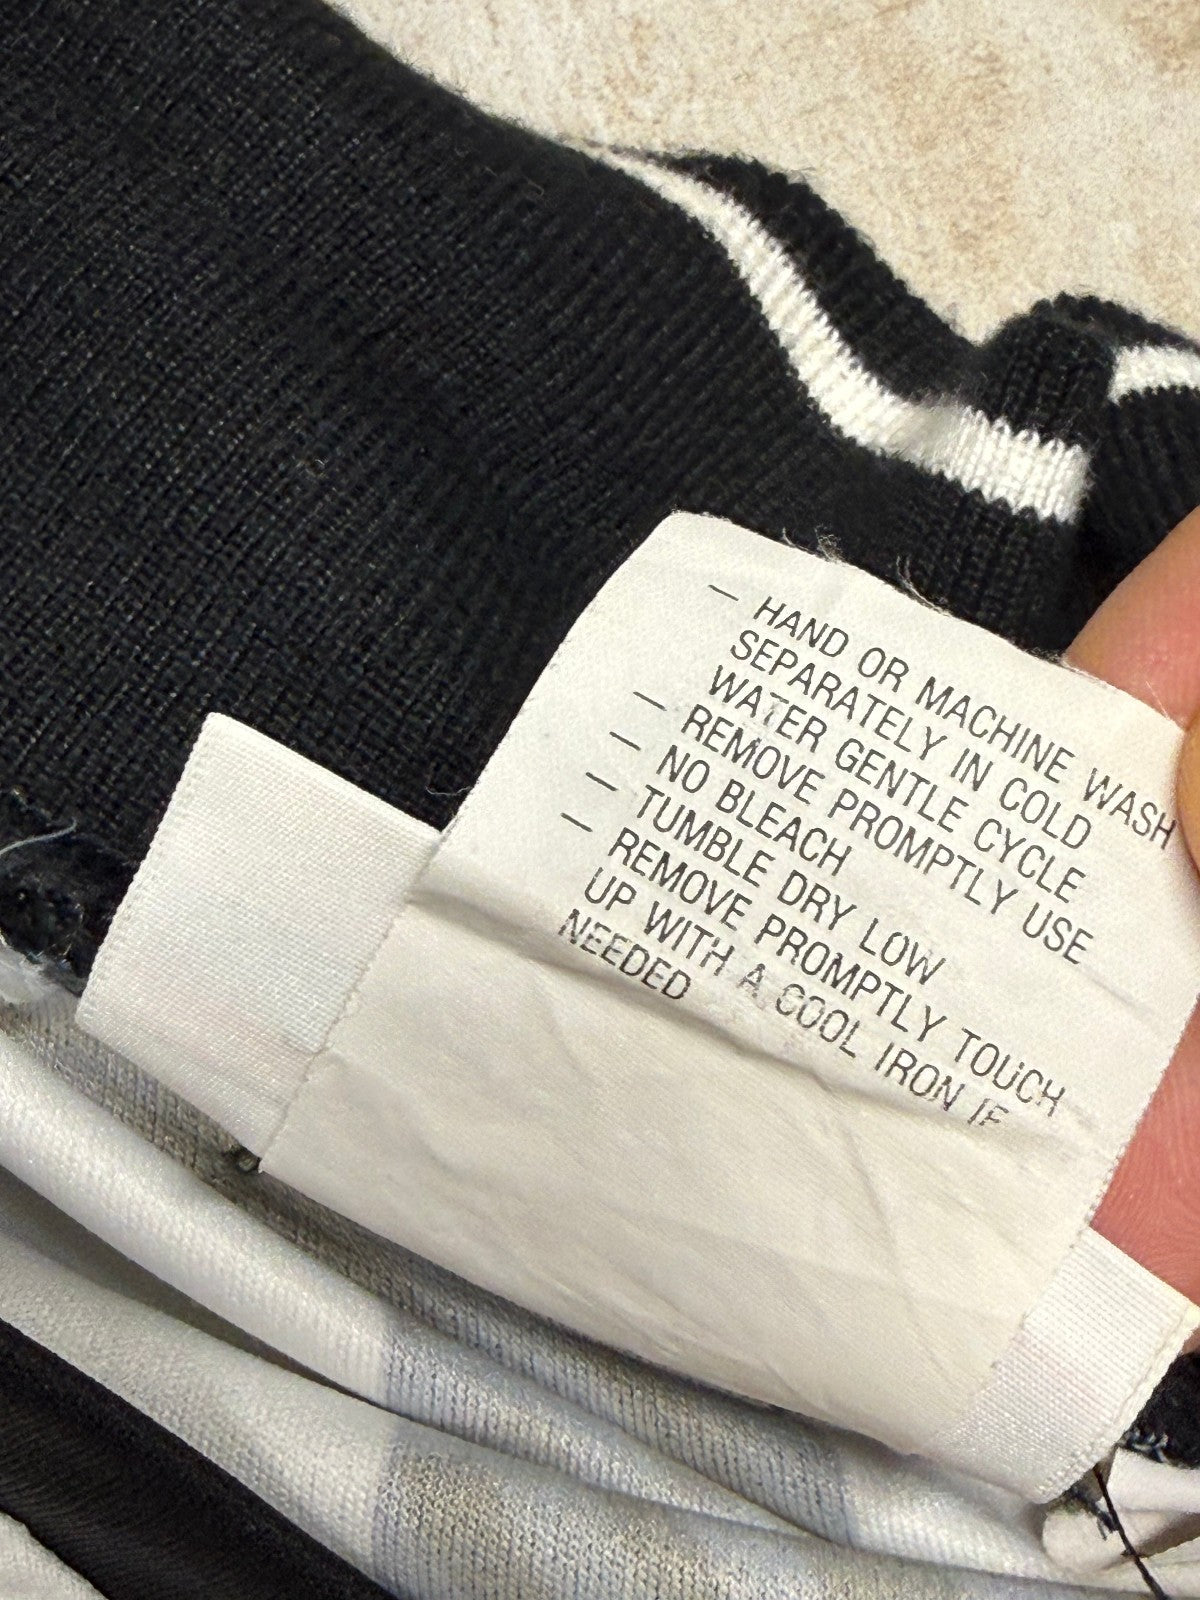 — HAND OR MACHINE WASH
SEPARATELY IN COLD
WATER GENTLE CYCLE
— REMOVE PROMPTLY USE
— NO BLEACH
— TUMBLE DRY LOW
— REMOVE PROMPTLY TOUCH
UP WITH A COOL IRON IF
NEEDED